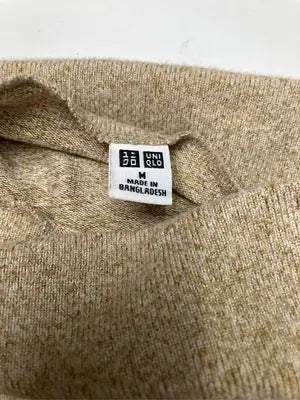 ユニ UNI
クロ QLO
M
MADE IN
BANGLADESH